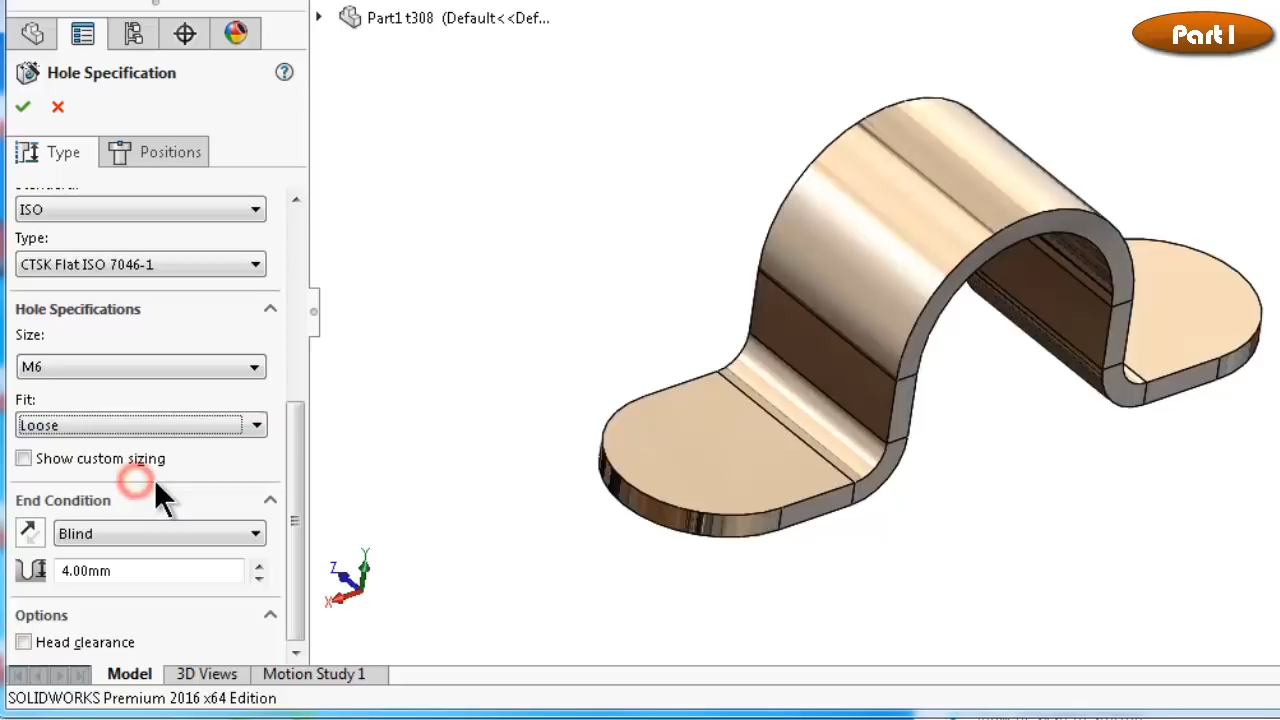 Part1 t308 (Default<<Def...
Part 1
Hole Specification
Type
Positions
ISO
Type:
CTSK Flat ISO 7046-1
Hole Specifications
Size:
M6
Fit:
Loose
Show custom sizing
End Condition
Blind
4.00mm
Options
Head clearance
Z
Y
X
Model
3D Views
Motion Study 1
SOLIDWORKS Premium 2016 x64 Edition